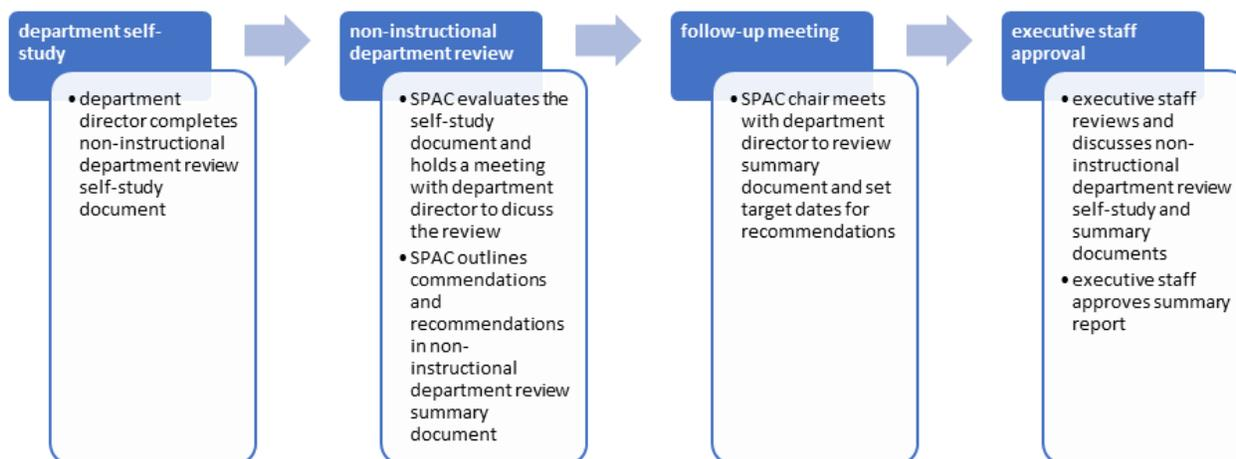 department self-
study
• department
director completes
non-instructional
department review
self-study
document
non-instructional
department review
• SPAC evaluates the
self-study
document and
holds a meeting
with department
director to dicuss
the review
• SPAC outlines
commendations
and
recommendations
in non-
instructional
department review
summary
document
follow-up meeting
• SPAC chair meets
with department
director to review
summary
document and set
target dates for
recommendations
executive staff
approval
• executive staff
reviews and
discusses non-
instructional
department review
self-study and
summary
documents
• executive staff
approves summary
report